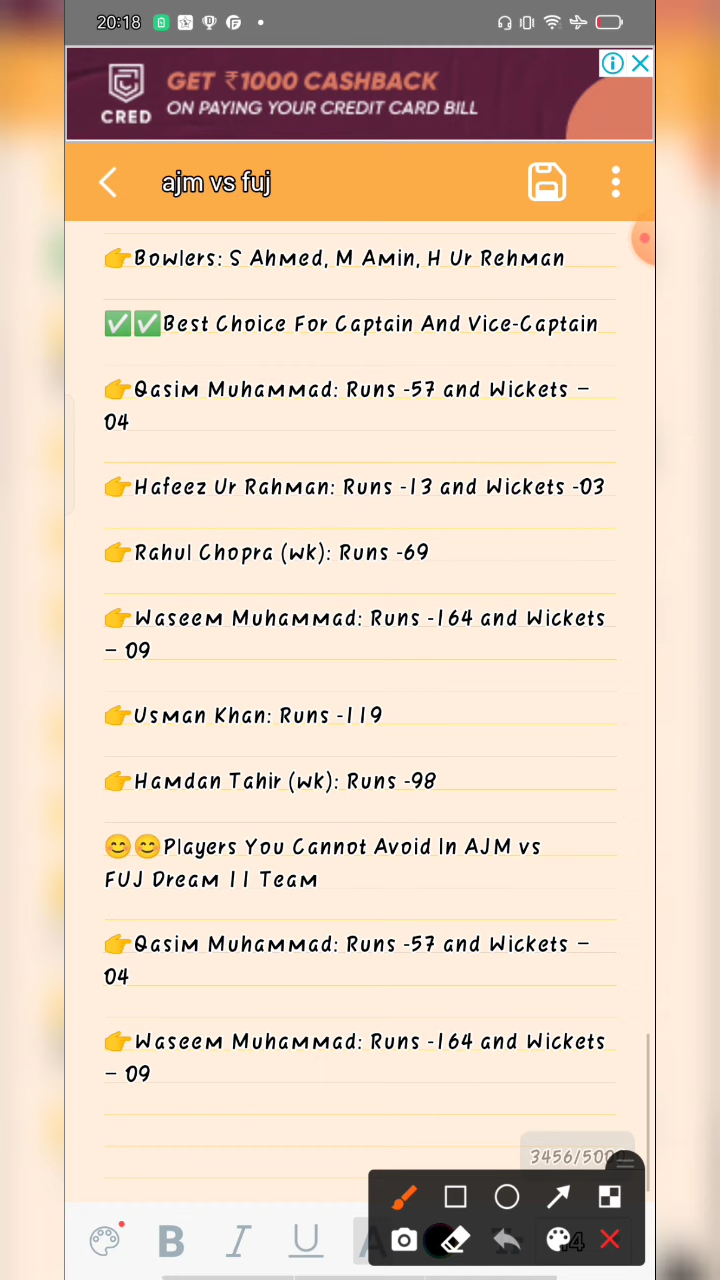 20:18
GET ₹1000 CASHBACK
CRED
ON PAYING YOUR CREDIT CARD BILL
ajm vs fuj
👉Bowlers: S Ahmed, M Amin, H Ur Rehman
✅✅Best Choice For Captain And Vice-Captain
👉Qasim Muhammad: Runs -57 and Wickets –
04
👉Hafeez Ur Rahman: Runs -13 and Wickets -03
👉Rahul Chopra (wk): Runs -69
👉Waseem Muhammad: Runs -164 and Wickets
– 09
👉Usman Khan: Runs -119
👉Hamdan Tahir (wk): Runs -98
😊😊Players You Cannot Avoid In AJM vs
FUJ Dream 11 Team
👉Qasim Muhammad: Runs -57 and Wickets –
04
👉Waseem Muhammad: Runs -164 and Wickets
– 09
B I U